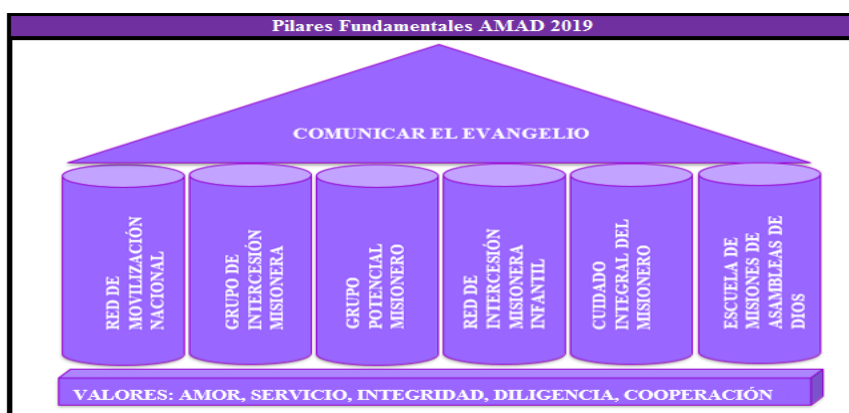 Pilares Fundamentales AMAD 2019
COMUNICAR EL EVANGELIO
RED DE
MOVILIZACIÓN
NACIONAL
GRUPO DE
INTERCESIÓN
MISIONERA
GRUPO
POTENCIAL
MISIONERO
RED DE
INTERCESIÓN
MISIONERA
INFANTIL
CUIDADO
INTEGRAL DEL
MISIONERO
ESCUELA DE
MISIONES DE
ASAMBLEAS DE
DIOS
VALORES: AMOR, SERVICIO, INTEGRIDAD, DILIGENCIA, COOPERACIÓN